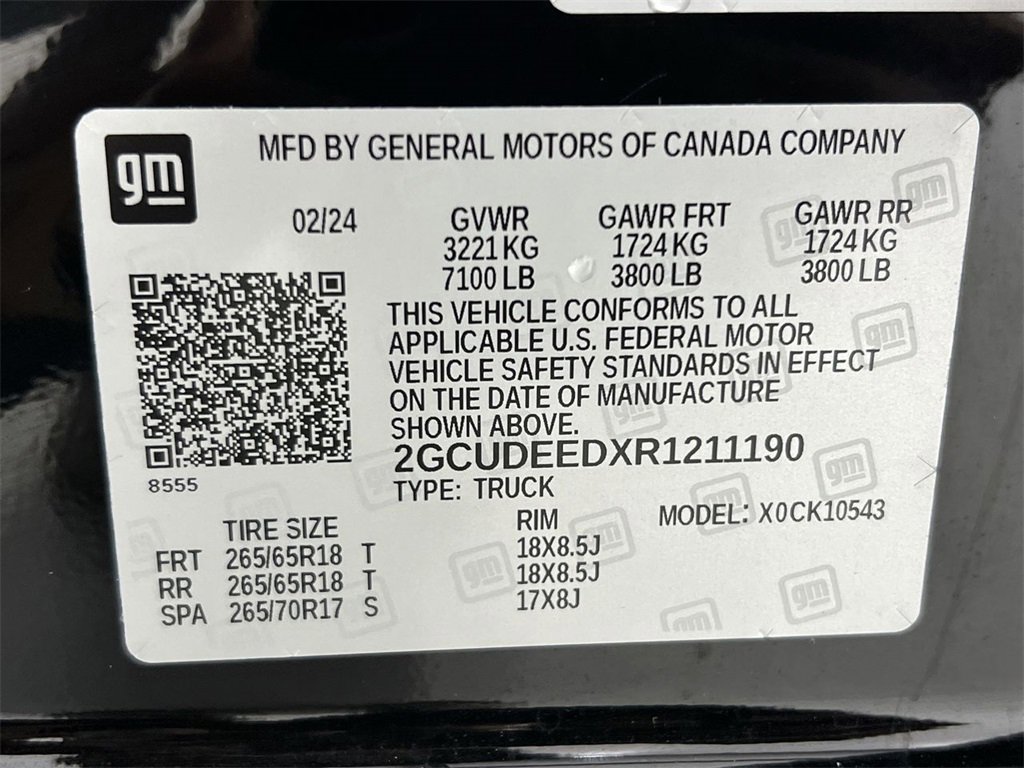 gm
MFD BY GENERAL MOTORS OF CANADA COMPANY
02/24
GVWR GAWR FRT GAWR RR
3221 KG 1724 KG 1724 KG
7100 LB 3800 LB 3800 LB
THIS VEHICLE CONFORMS TO ALL
APPLICABLE U.S. FEDERAL MOTOR
VEHICLE SAFETY STANDARDS IN EFFECT
ON THE DATE OF MANUFACTURE
SHOWN ABOVE.
2GCUDEEDXR1211190
8555
TYPE: TRUCK
MODEL: X0CK10543
TIRE SIZE RIM
FRT 265/65R18 T 18X8.5J
RR 265/65R18 T 18X8.5J
SPA 265/70R17 S 17X8J